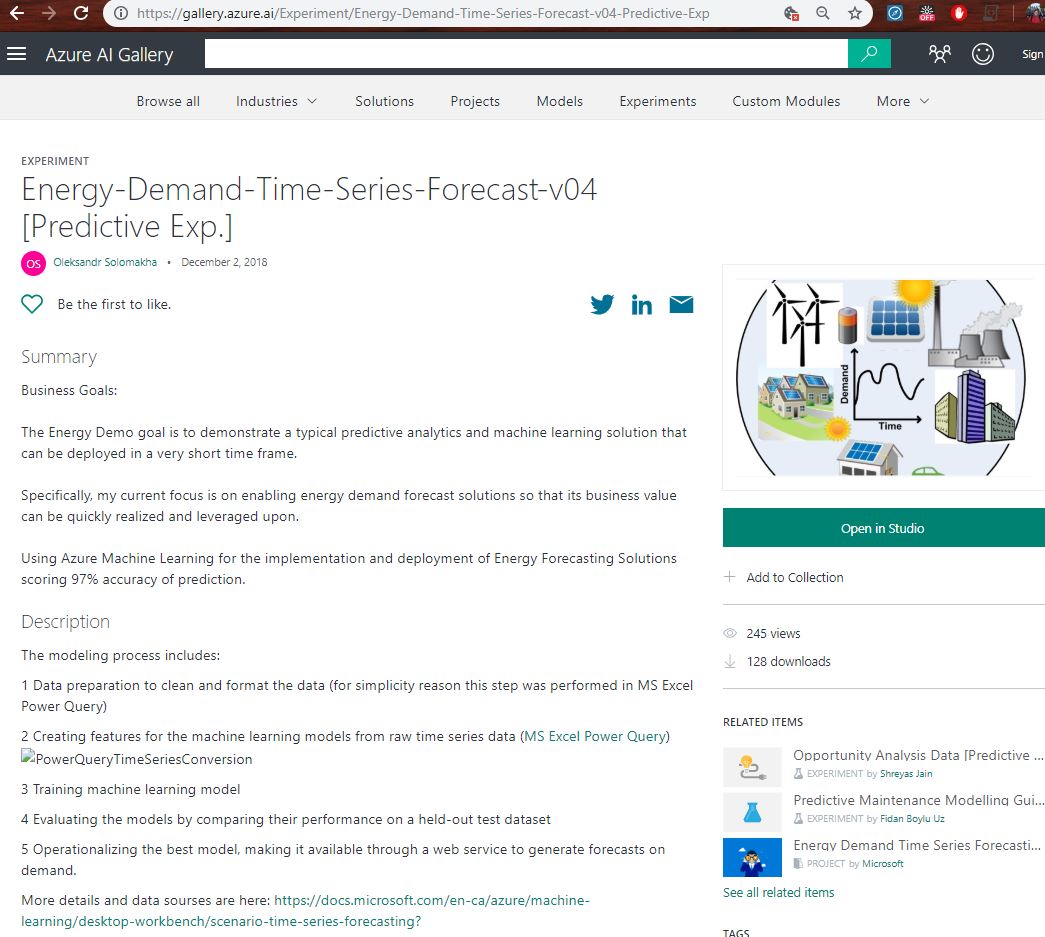 https://gallery.azure.ai/Experiment/Energy-Demand-Time-Series-Forecast-v04-Predictive-Exp
OFF
Azure AI Gallery
Sign
Browse all
Industries
Solutions
Projects
Models
Experiments
Custom Modules
More
EXPERIMENT
Energy-Demand-Time-Series-Forecast-v04
[Predictive Exp.]
OS
Oleksandr Solomakha • December 2, 2018
Be the first to like.
Summary
Business Goals:
The Energy Demo goal is to demonstrate a typical predictive analytics and machine learning solution that
can be deployed in a very short time frame.
Specifically, my current focus is on enabling energy demand forecast solutions so that its business value
can be quickly realized and leveraged upon.
Using Azure Machine Learning for the implementation and deployment of Energy Forecasting Solutions
scoring 97% accuracy of prediction.
Description
The modeling process includes:
1 Data preparation to clean and format the data (for simplicity reason this step was performed in MS Excel
Power Query)
2 Creating features for the machine learning models from raw time series data (MS Excel Power Query)
PowerQueryTimeSeriesConversion
3 Training machine learning model
4 Evaluating the models by comparing their performance on a held-out test dataset
5 Operationalizing the best model, making it available through a web service to generate forecasts on
demand.
More details and data sourses are here: https://docs.microsoft.com/en-ca/azure/machine-
learning/desktop-workbench/scenario-time-series-forecasting?
Demand
Time
Open in Studio
Add to Collection
245 views
128 downloads
RELATED ITEMS
Opportunity Analysis Data [Predictive ...
EXPERIMENT by Shreyas Jain
Predictive Maintenance Modelling Gui...
EXPERIMENT by Fidan Boylu Uz
Energy Demand Time Series Forecasti...
PROJECT by Microsoft
See all related items
TAGS